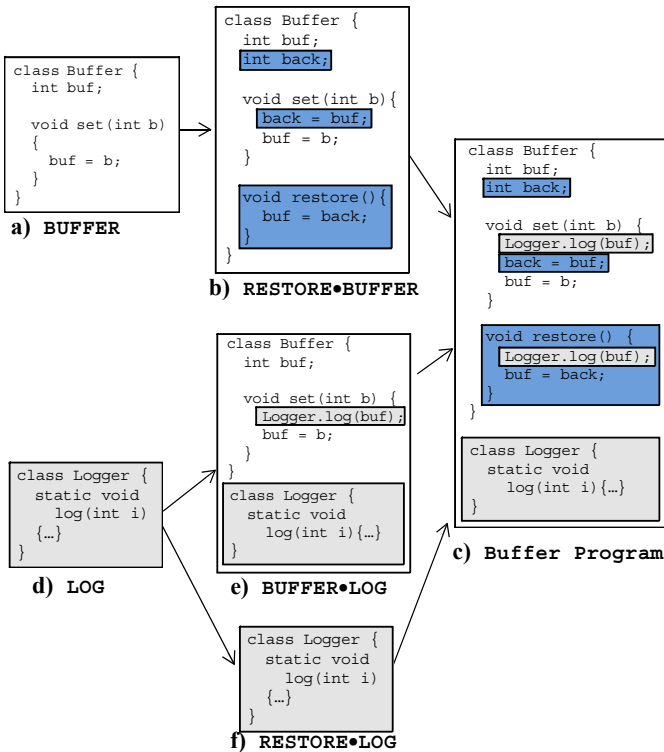 class Buffer {
int buf;
void set(int b)
{
buf = b;
}
}
a) BUFFER
class Buffer {
int buf;
int back;
void set(int b){
back = buf;
buf = b;
}
void restore(){
buf = back;
}
}
b) RESTORE•BUFFER
class Buffer {
int buf;
int back;
void set(int b) {
Logger.log(buf);
back = buf;
buf = b;
}
void restore() {
Logger.log(buf);
buf = back;
}
}
class Logger {
static void
log(int i){…}
}
c) Buffer Program
class Logger {
static void
log(int i)
{…}
}
d) LOG
class Buffer {
int buf;
void set(int b) {
Logger.log(buf);
buf = b;
}
}
class Logger {
static void
log(int i){…}
}
e) BUFFER•LOG
class Logger {
static void
log(int i)
{…}
}
f) RESTORE•LOG